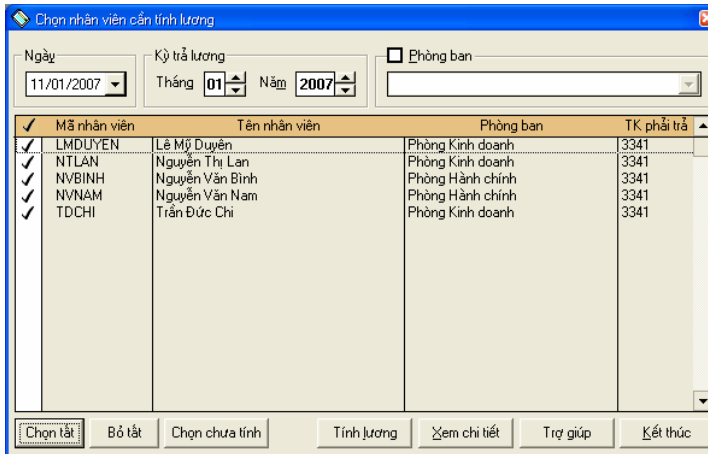 Chọn nhân viên cần tính lương
Ngày
Kỳ trả lương
Phòng ban
11/01/2007
Tháng 01 Năm 2007
Mã nhân viên Tên nhân viên Phòng ban TK phải trả
LMDUYEN Lê Mỹ Duyên Phòng Kinh doanh 3341
NTLAN Nguyễn Thị Lan Phòng Kinh doanh 3341
NVBINH Nguyễn Văn Bình Phòng Hành chính 3341
NVNAM Nguyễn Văn Nam Phòng Hành chính 3341
TDCHI Trần Đức Chi Phòng Kinh doanh 3341
Chọn tất Bỏ tất Chọn chưa tính Tính lương Xem chi tiết Trợ giúp Kết thúc